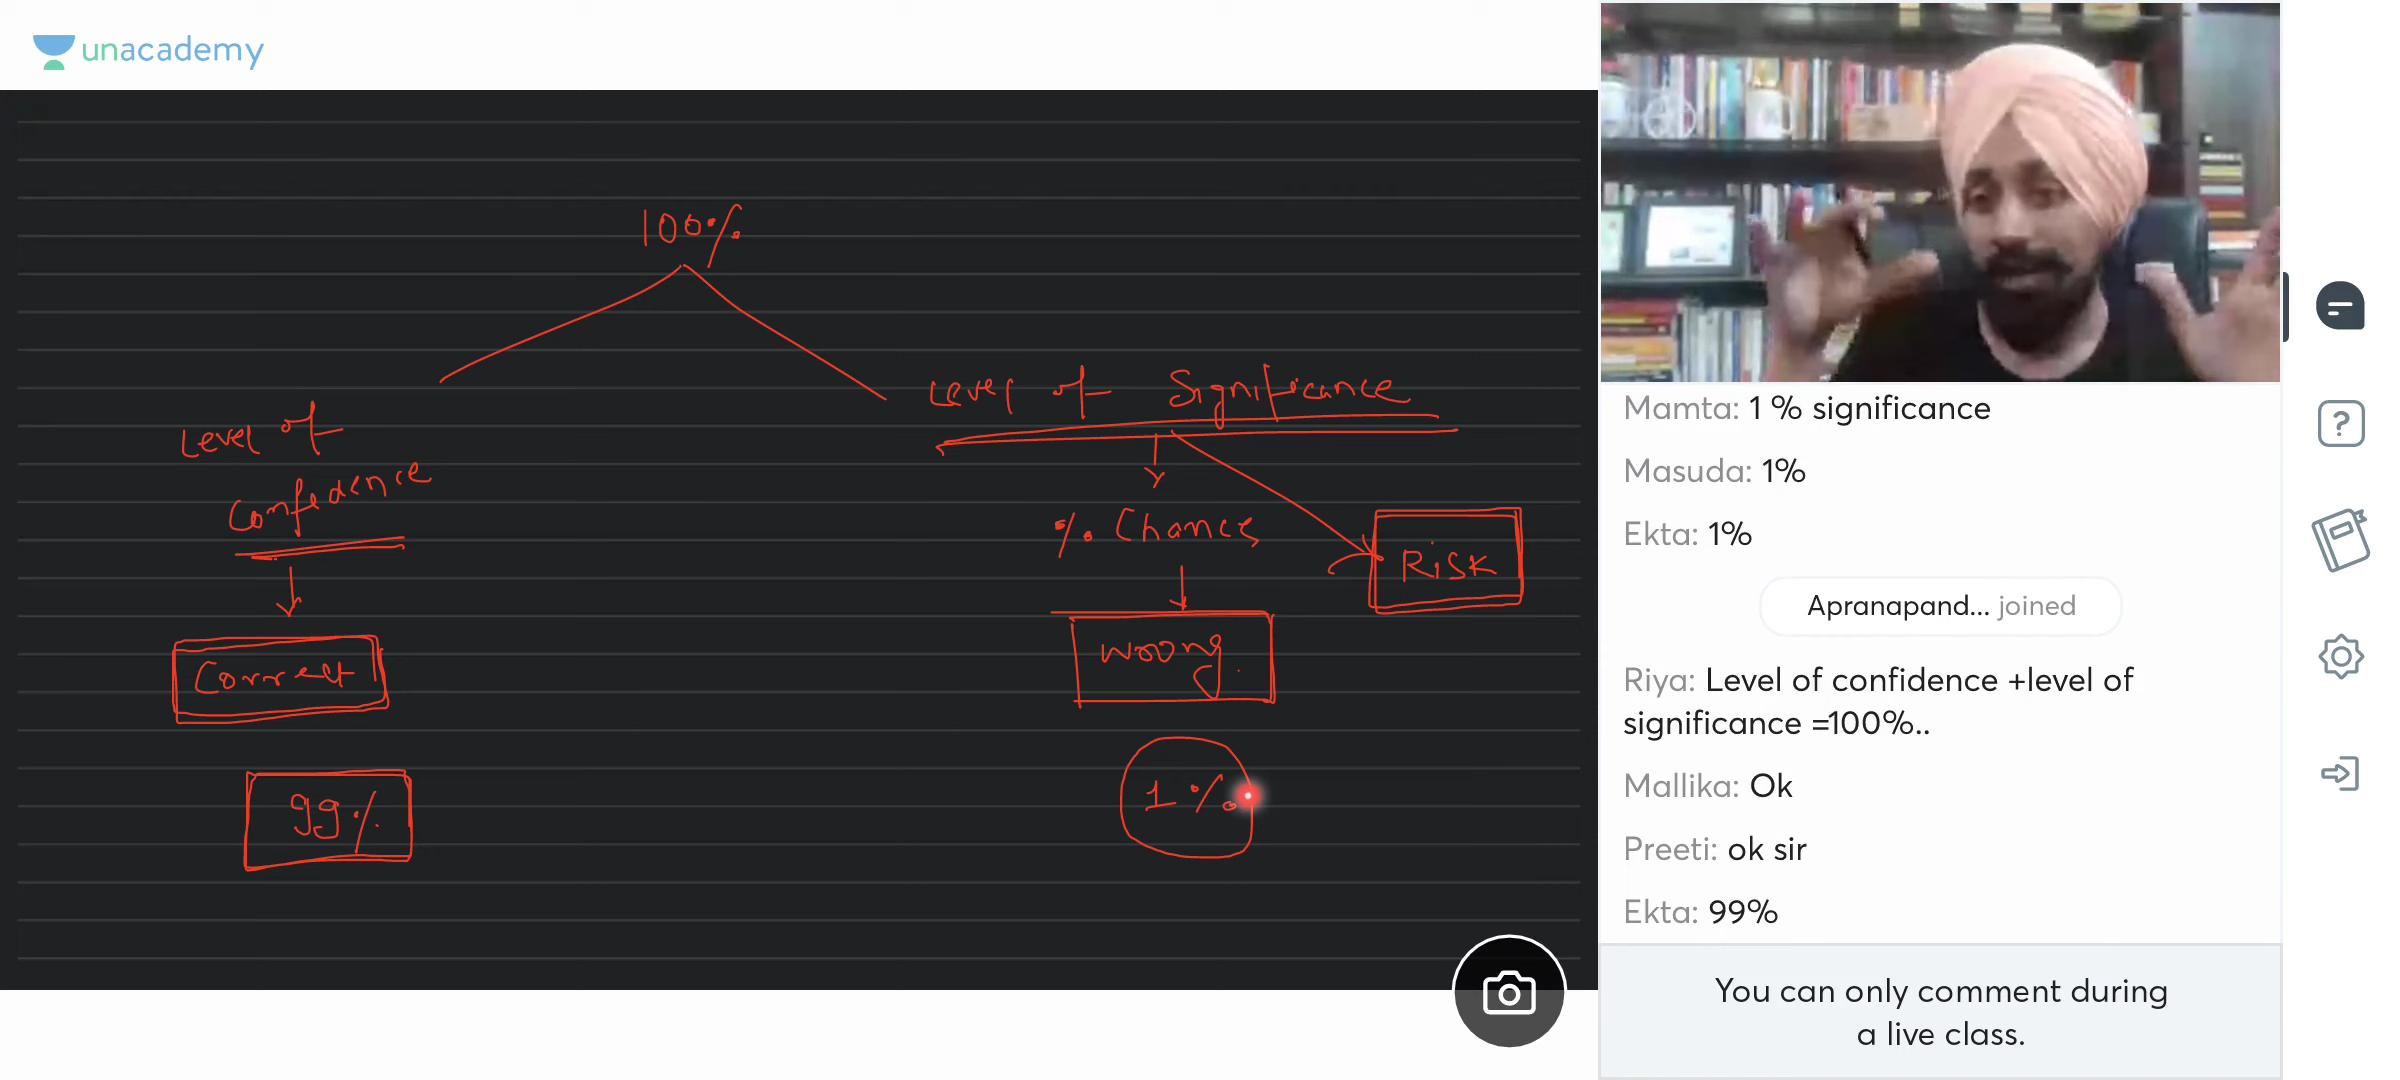 unacademy
100%
Level of Significance
Level of
Confidence
% Chance
Risk
Correct
Wrong.
99%
1%
Mamta: 1 % significance
Masuda: 1%
Ekta: 1%
Apranapand... joined
Riya: Level of confidence +level of
significance =100%..
Mallika: Ok
Preeti: ok sir
Ekta: 99%
You can only comment during
a live class.